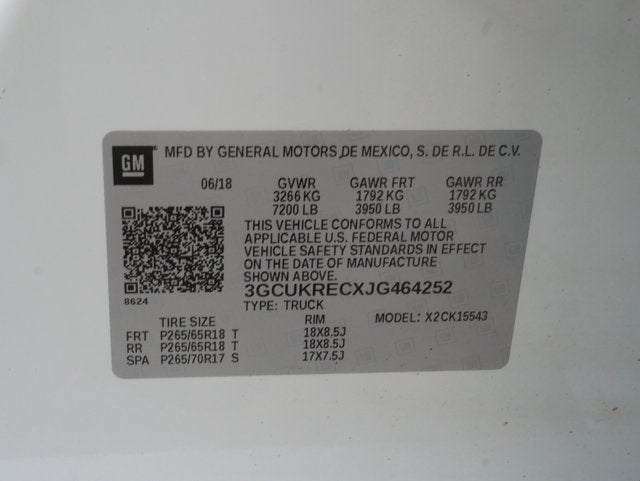 GM MFD BY GENERAL MOTORS DE MEXICO, S. DE R.L. DE C.V.
06/18 GVWR GAWR FRT GAWR RR
3266 KG 1792 KG 1792 KG
7200 LB 3950 LB 3950 LB
THIS VEHICLE CONFORMS TO ALL
APPLICABLE U.S. FEDERAL MOTOR
VEHICLE SAFETY STANDARDS IN EFFECT
ON THE DATE OF MANUFACTURE
SHOWN ABOVE.
8624
3GCUKRECXJG464252
TYPE: TRUCK MODEL: X2CK15543
TIRE SIZE RIM
FRT P265/65R18 T 18X8.5J
RR P265/65R18 T 18X8.5J
SPA P265/70R17 S 17X7.5J